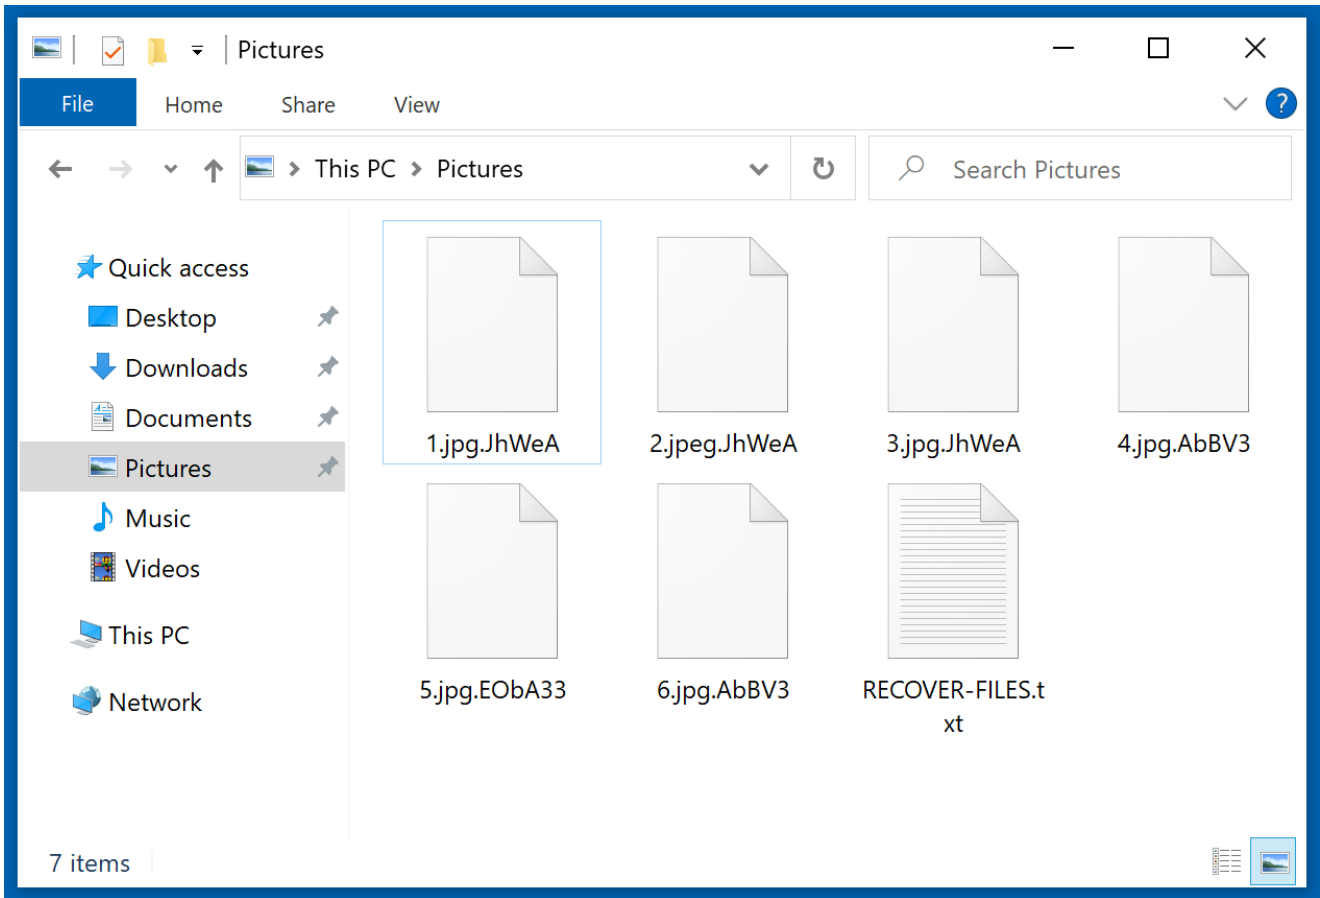 Pictures
File Home Share View
?
This PC Pictures
Search Pictures
Quick access
Desktop
Downloads
Documents
Pictures
Music
Videos
This PC
Network
1.jpg.JhWeA
2.jpeg.JhWeA
3.jpg.JhWeA
4.jpg.AbBV3
5.jpg.EObA33
6.jpg.AbBV3
RECOVER-FILES.t
xt
7 items